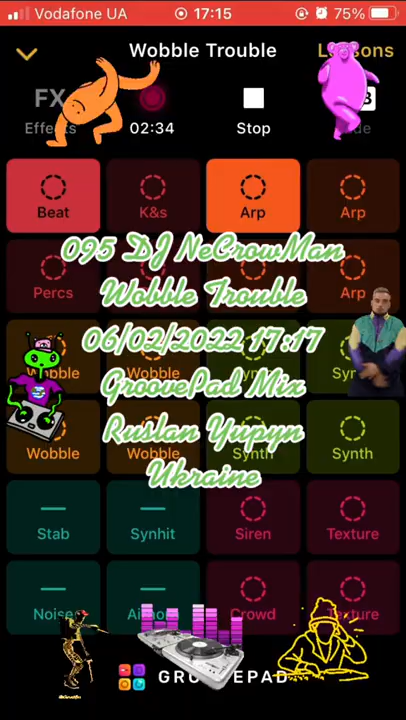 Vodafone UA 17:15 75%
Wobble Trouble
FX
Effects 02:34 Stop
Beat K&s Arp Arp
095 DJ NeCrowMan
Percs Arp
Wobble Trouble
06/02/2022 17:17
Wobble
GroovePad Mix
Ruslan Yupyn
Wobble Wobble Synth Synth
Ukraine
Stab Synhit Siren Texture
Noise Crowd Texture